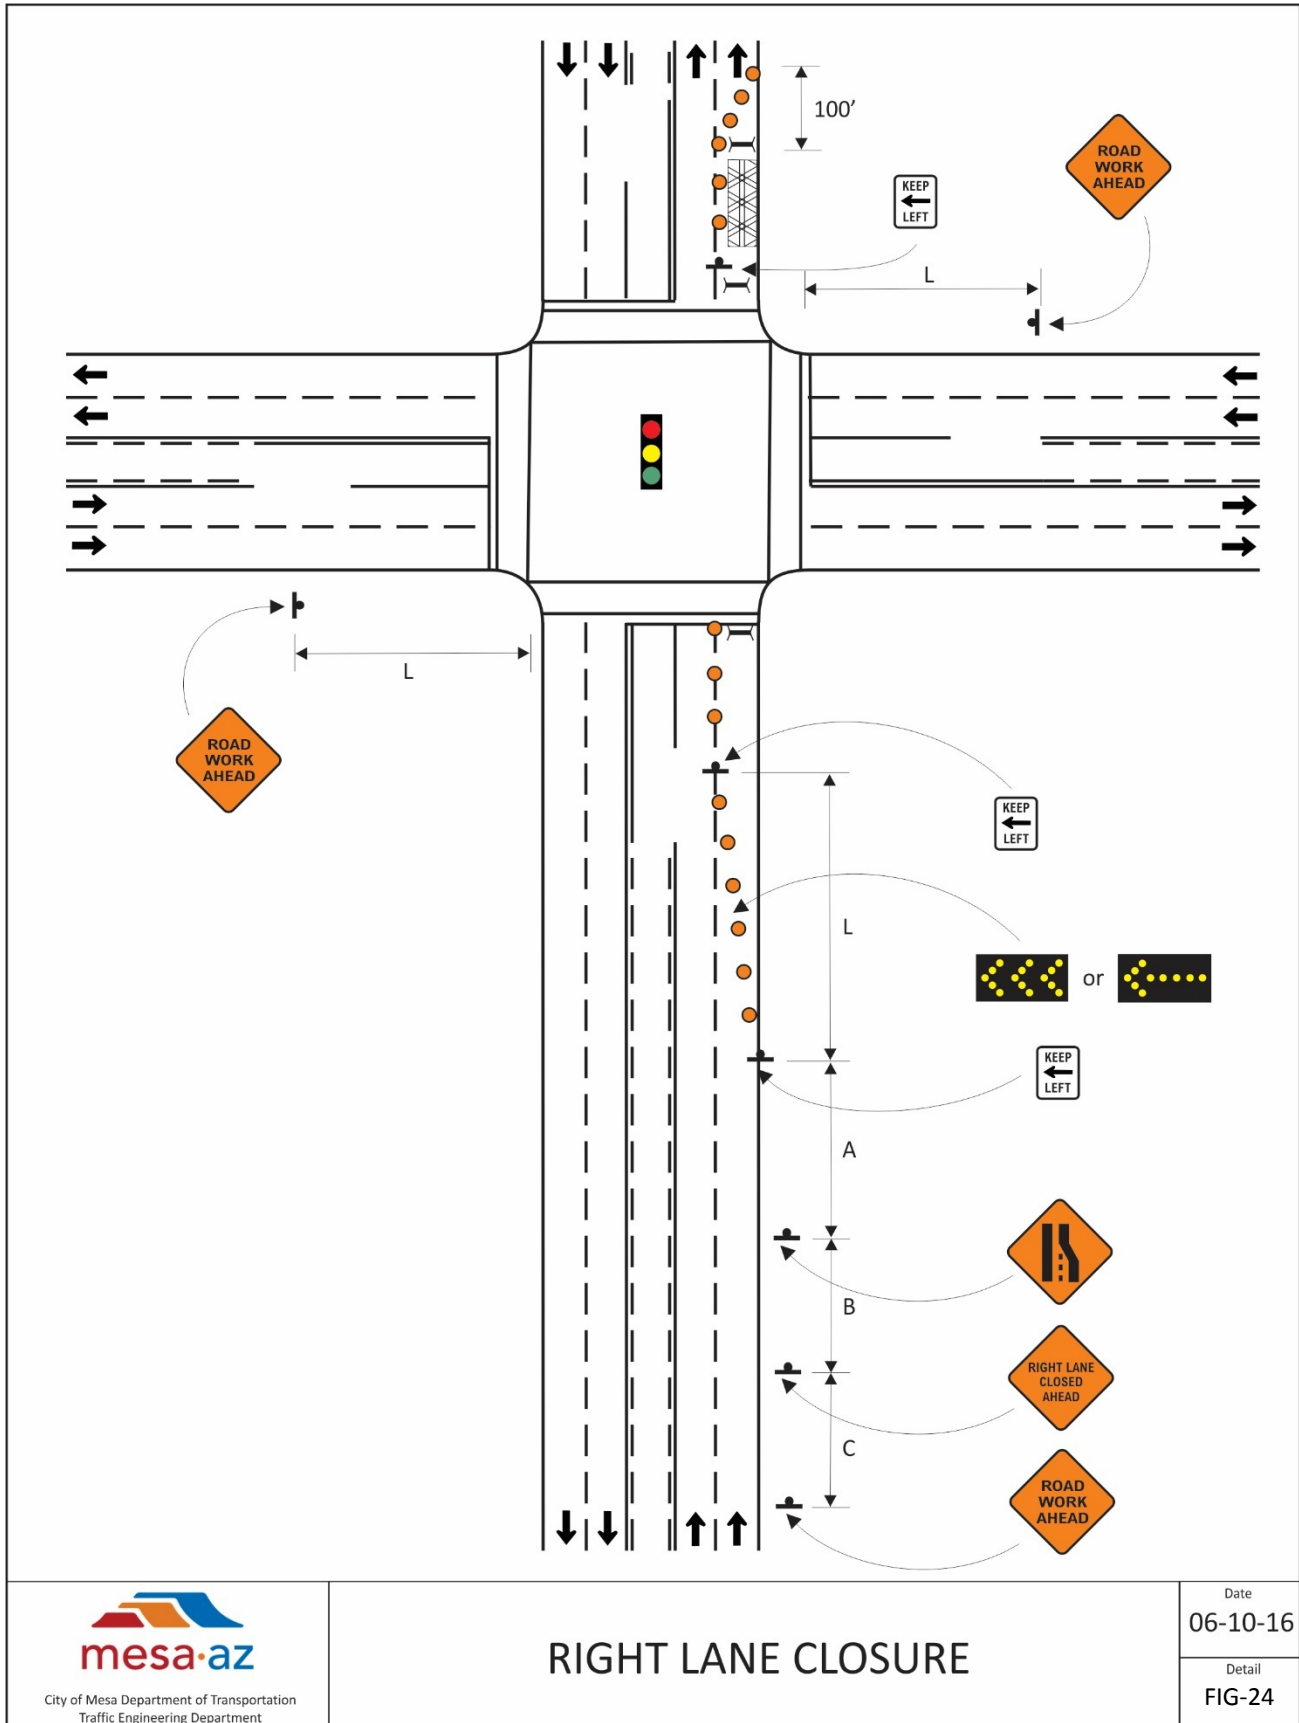 100’
ROAD
WORK
AHEAD
KEEP
LEFT
L
L
ROAD
WORK
AHEAD
KEEP
LEFT
L
or
KEEP
LEFT
A
B
RIGHT LANE
CLOSED
AHEAD
C
ROAD
WORK
AHEAD
mesa·az
City of Mesa Department of Transportation
Traffic Engineering Department
RIGHT LANE CLOSURE
Date
06-10-16
Detail
FIG-24